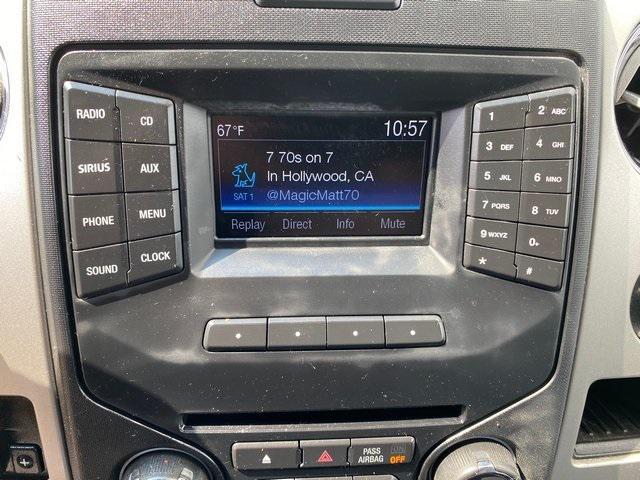 67°F 10:57
7 70s on 7
In Hollywood, CA
@MagicMatt70
SAT 1
Replay Direct Info Mute
RADIO CD
SIRIUS AUX
PHONE MENU
SOUND CLOCK
1 2 ABC
3 DEF 4 GHI
5 JKL 6 MNO
7 PQRS 8 TUV
9 WXYZ 0+
* #
PASS
AIRBAG OFF